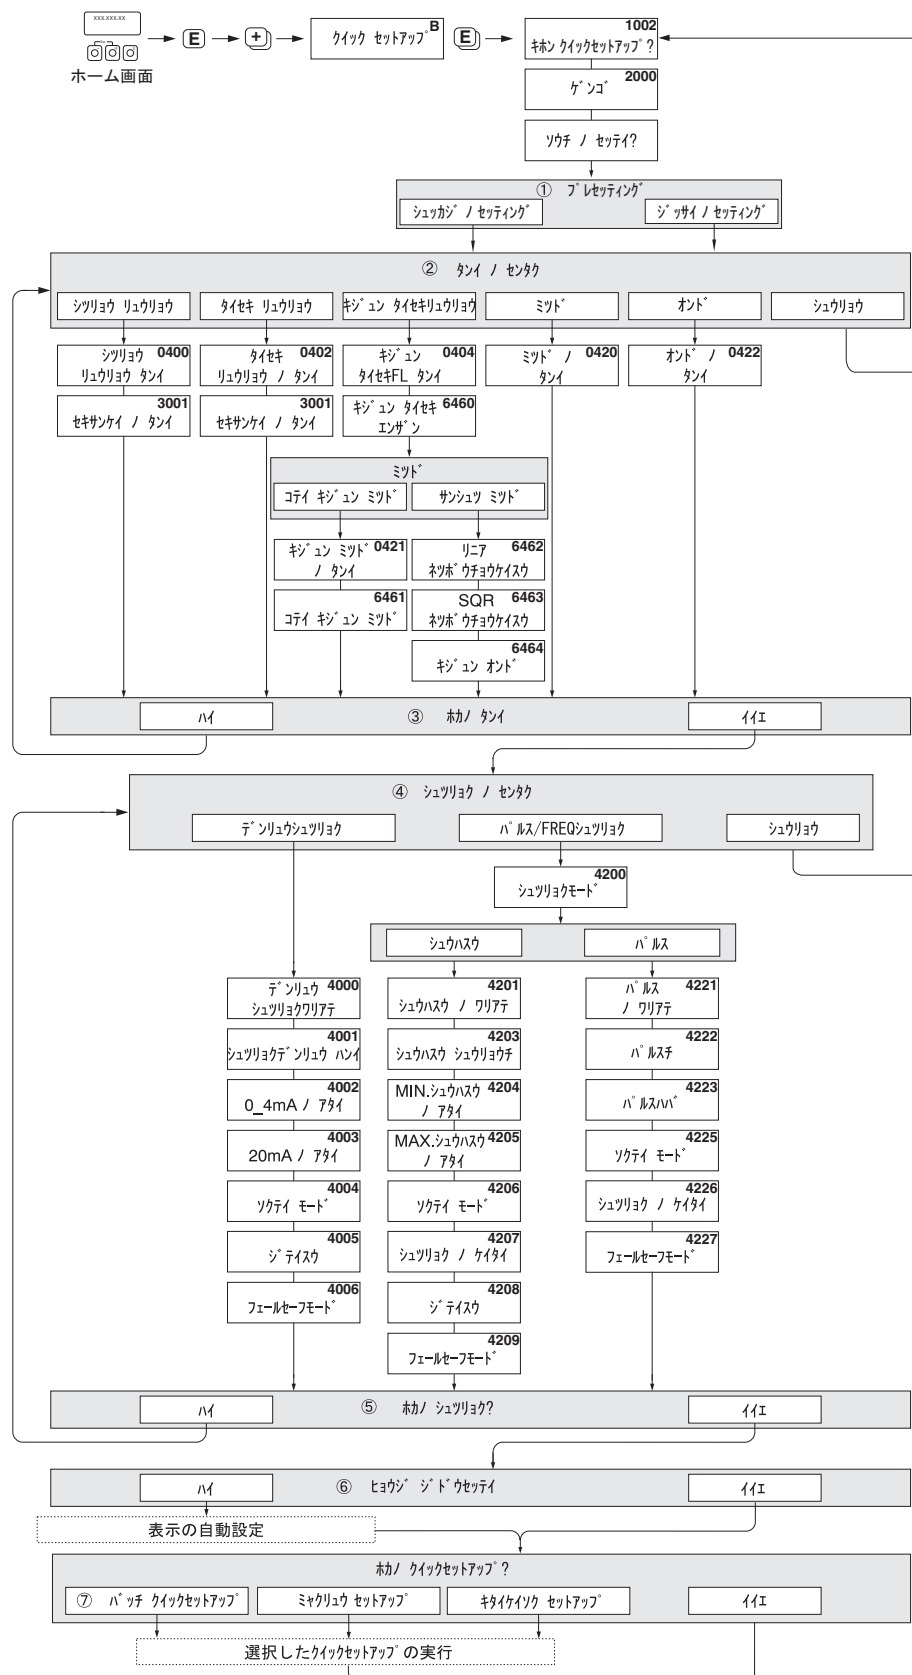 xxx.xxx.xx
ホーム画面
E
+
クイック セットアップ B
E
1002
キホン クイックセットアップ?
2000
ゲンゴ
ソウチ ノ セッテイ?
① プレセッティング
シュッカジ ノ セッティング
ジッサイ ノ セッティング
② タンイ ノ センタク
シツリョウ リュウリョウ
タイセキ リュウリョウ
キジュン タイセキリュウリョウ
ミツド
オンド
シュウリョウ
シツリョウ 0400
リュウリョウ タンイ
タイセキ 0402
リュウリョウ ノ タンイ
キジュン 0404
タイセキFL タンイ
ミツド ノ 0420
タンイ
オンド ノ 0422
タンイ
3001
セキサンケイ ノ タンイ
3001
セキサンケイ ノ タンイ
キジュン タイセキ 6460
エンザン
ミツド
コテイ キジュン ミツド
サンシュツ ミツド
キジュン ミツド 0421
ノ タンイ
リニア 6462
ネツボウチョウケイスウ
6461
コテイ キジュン ミツド
SQR 6463
ネツボウチョウケイスウ
6464
キジュン オンド
ハイ
③ ホカノ タンイ
イイエ
④ シュツリョク ノ センタク
デンリュウシュツリョク
パルス/FREQシュツリョク
シュウリョウ
4200
シュツリョクモード
シュウハスウ
パルス
デンリュウ 4000
シュツリョクワリアテ
4201
シュウハスウ ノ ワリアテ
パルス 4221
ノ ワリアテ
4001
シュツリョクデンリュウ ハンイ
4203
シュウハスウ シュウリョウチ
4222
パルスチ
4002
0_4mA ノ アタイ
4204
MIN.シュウハスウ
ノ アタイ
4223
パルスハバ
4003
20mA ノ アタイ
4205
MAX.シュウハスウ
ノ アタイ
4225
ソクテイ モード
4004
ソクテイ モード
4206
ソクテイ モード
4226
シュツリョク ノ ケイタイ
4005
ジテイスウ
4207
シュツリョク ノ ケイタイ
4227
フェールセーフモード
4006
フェールセーフモード
4208
ジテイスウ
4209
フェールセーフモード
ハイ
⑤ ホカノ シュツリョク?
イイエ
ハイ
⑥ ヒョウジ ジドウセッテイ
イイエ
表示の自動設定
ホカノ クイックセットアップ?
⑦ バッチ クイックセットアップ
ミャクリュウ セットアップ
キタイケイソク セットアップ
イイエ
選択したクイックセットアップの実行